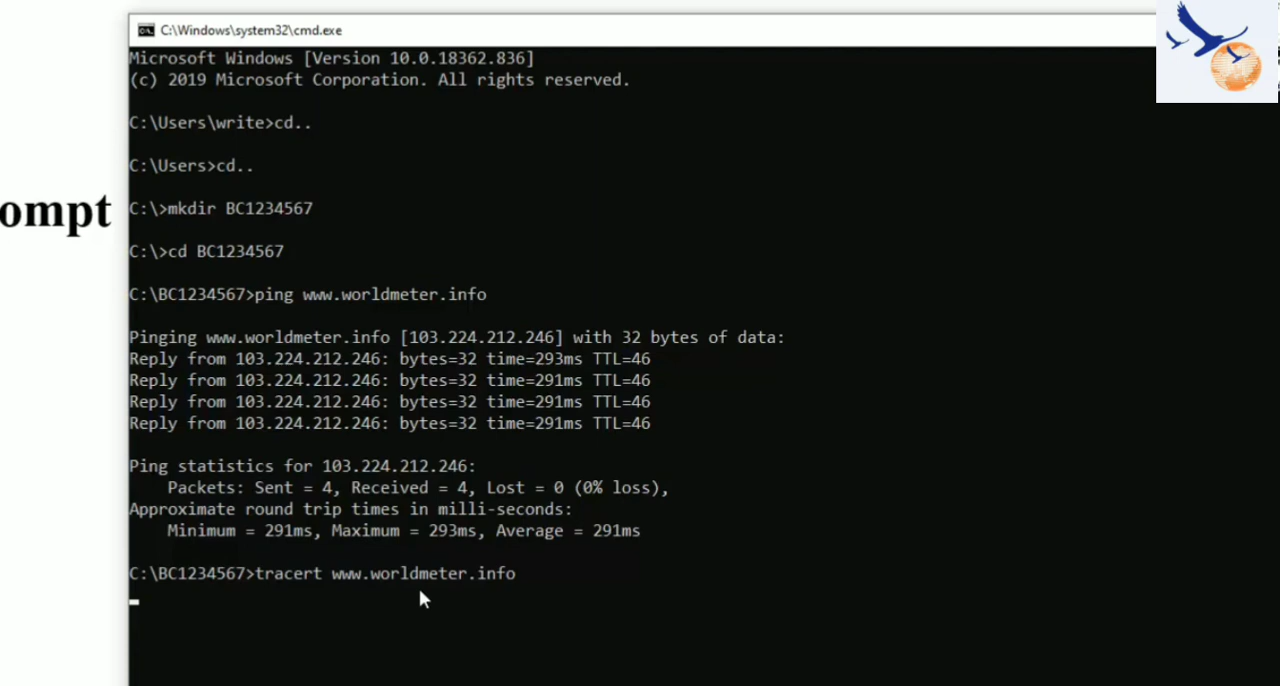 C:\Windows\system32\cmd.exe
Microsoft Windows [Version 10.0.18362.836]
(c) 2019 Microsoft Corporation. All rights reserved.
C:\Users\write>cd..
C:\Users>cd..
ompt
C:\>mkdir BC1234567
C:\>cd BC1234567
C:\BC1234567>ping www.worldmeter.info
Pinging www.worldmeter.info [103.224.212.246] with 32 bytes of data:
Reply from 103.224.212.246: bytes=32 time=293ms TTL=46
Reply from 103.224.212.246: bytes=32 time=291ms TTL=46
Reply from 103.224.212.246: bytes=32 time=291ms TTL=46
Reply from 103.224.212.246: bytes=32 time=291ms TTL=46
Ping statistics for 103.224.212.246:
Packets: Sent = 4, Received = 4, Lost = 0 (0% loss),
Approximate round trip times in milli-seconds:
Minimum = 291ms, Maximum = 293ms, Average = 291ms
C:\BC1234567>tracert www.worldmeter.info